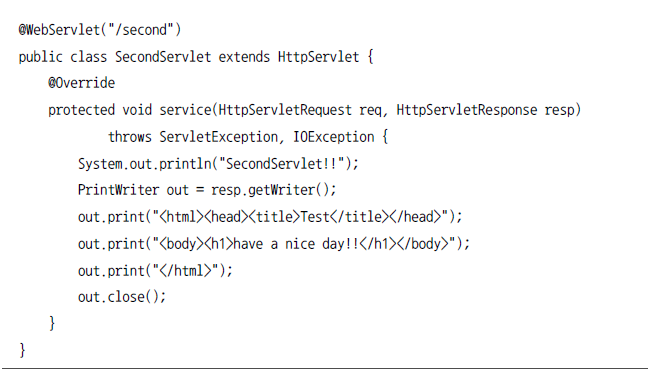 @WebServlet("/second")
public class SecondServlet extends HttpServlet {
    @Override
    protected void service(HttpServletRequest req, HttpServletResponse resp)
            throws ServletException, IOException {
        System.out.println("SecondServlet!!");
        PrintWriter out = resp.getWriter();
        out.print("<html><head><title>Test</title></head>");
        out.print("<body><h1>have a nice day!!</h1></body>");
        out.print("</html>");
        out.close();
    }
}